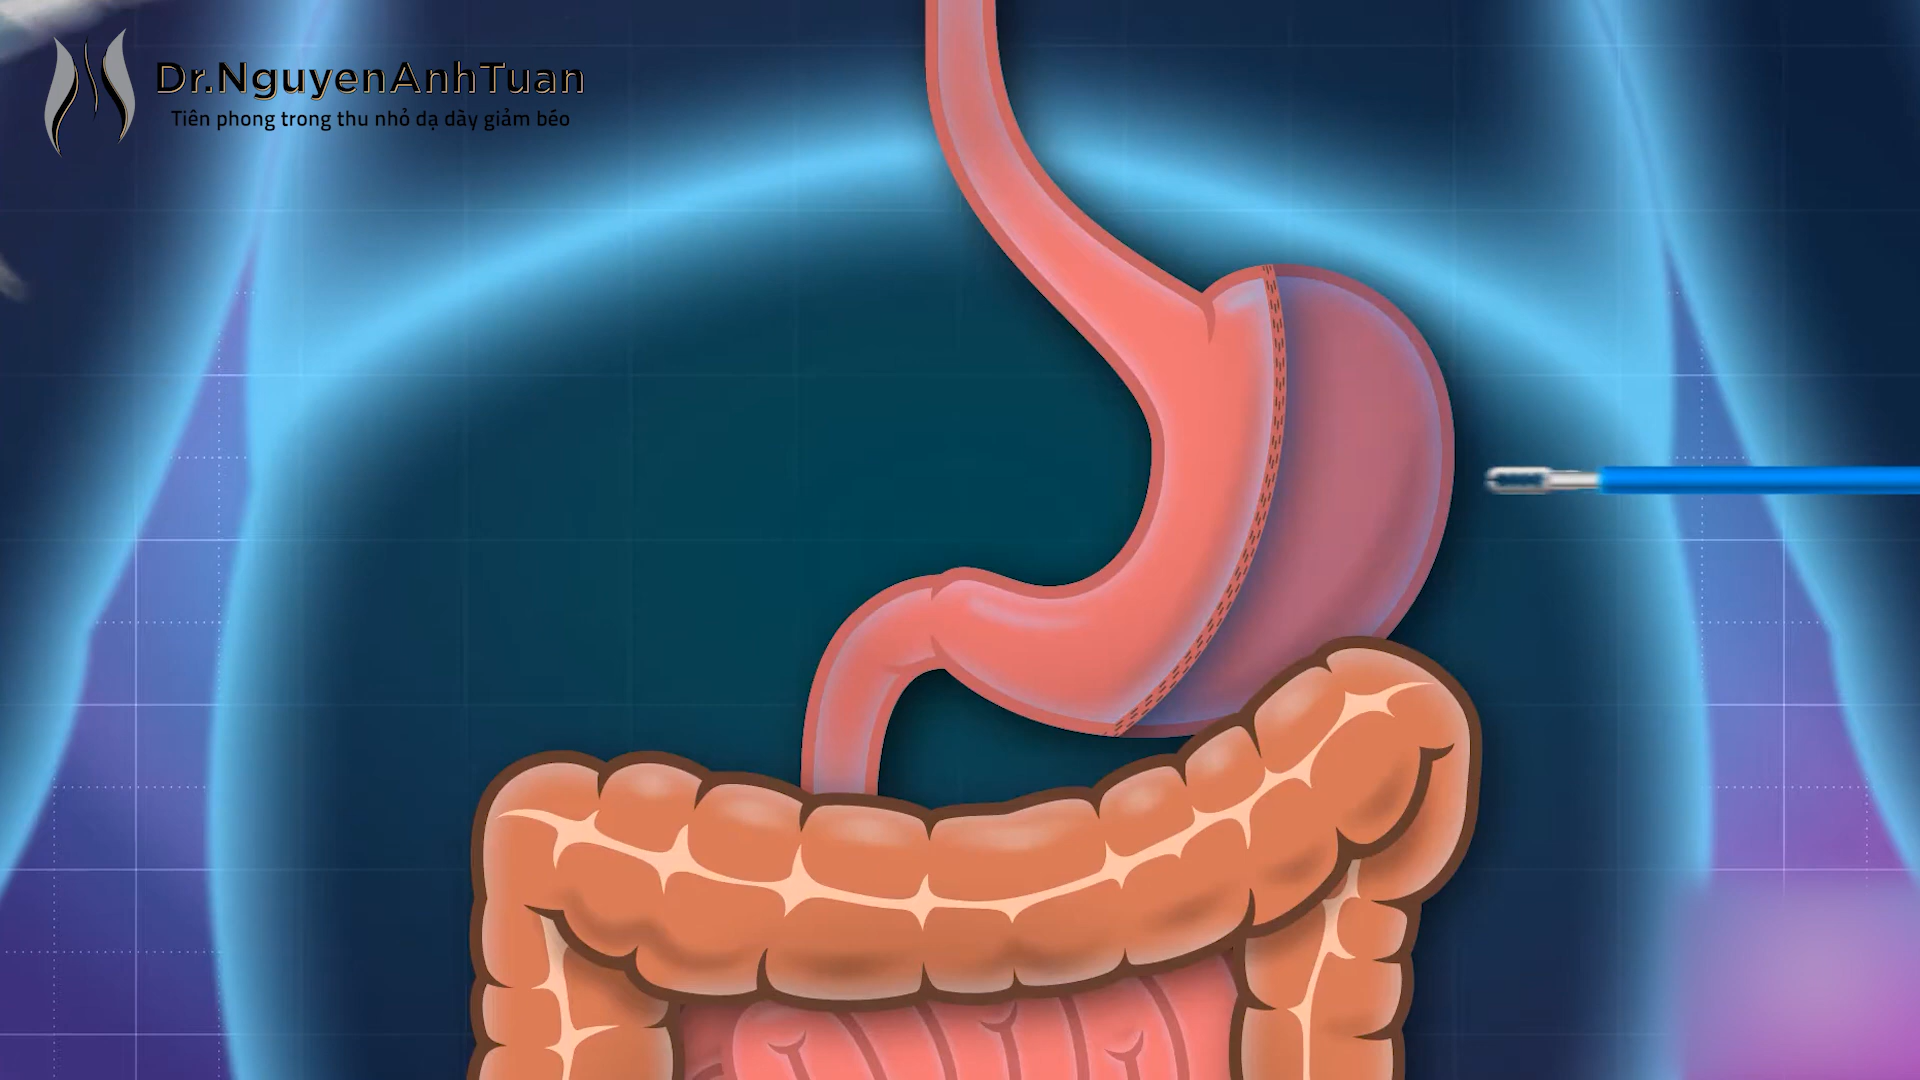 Dr.NguyenAnhTuan
Tiên phong trong thu nhỏ dạ dày giảm béo